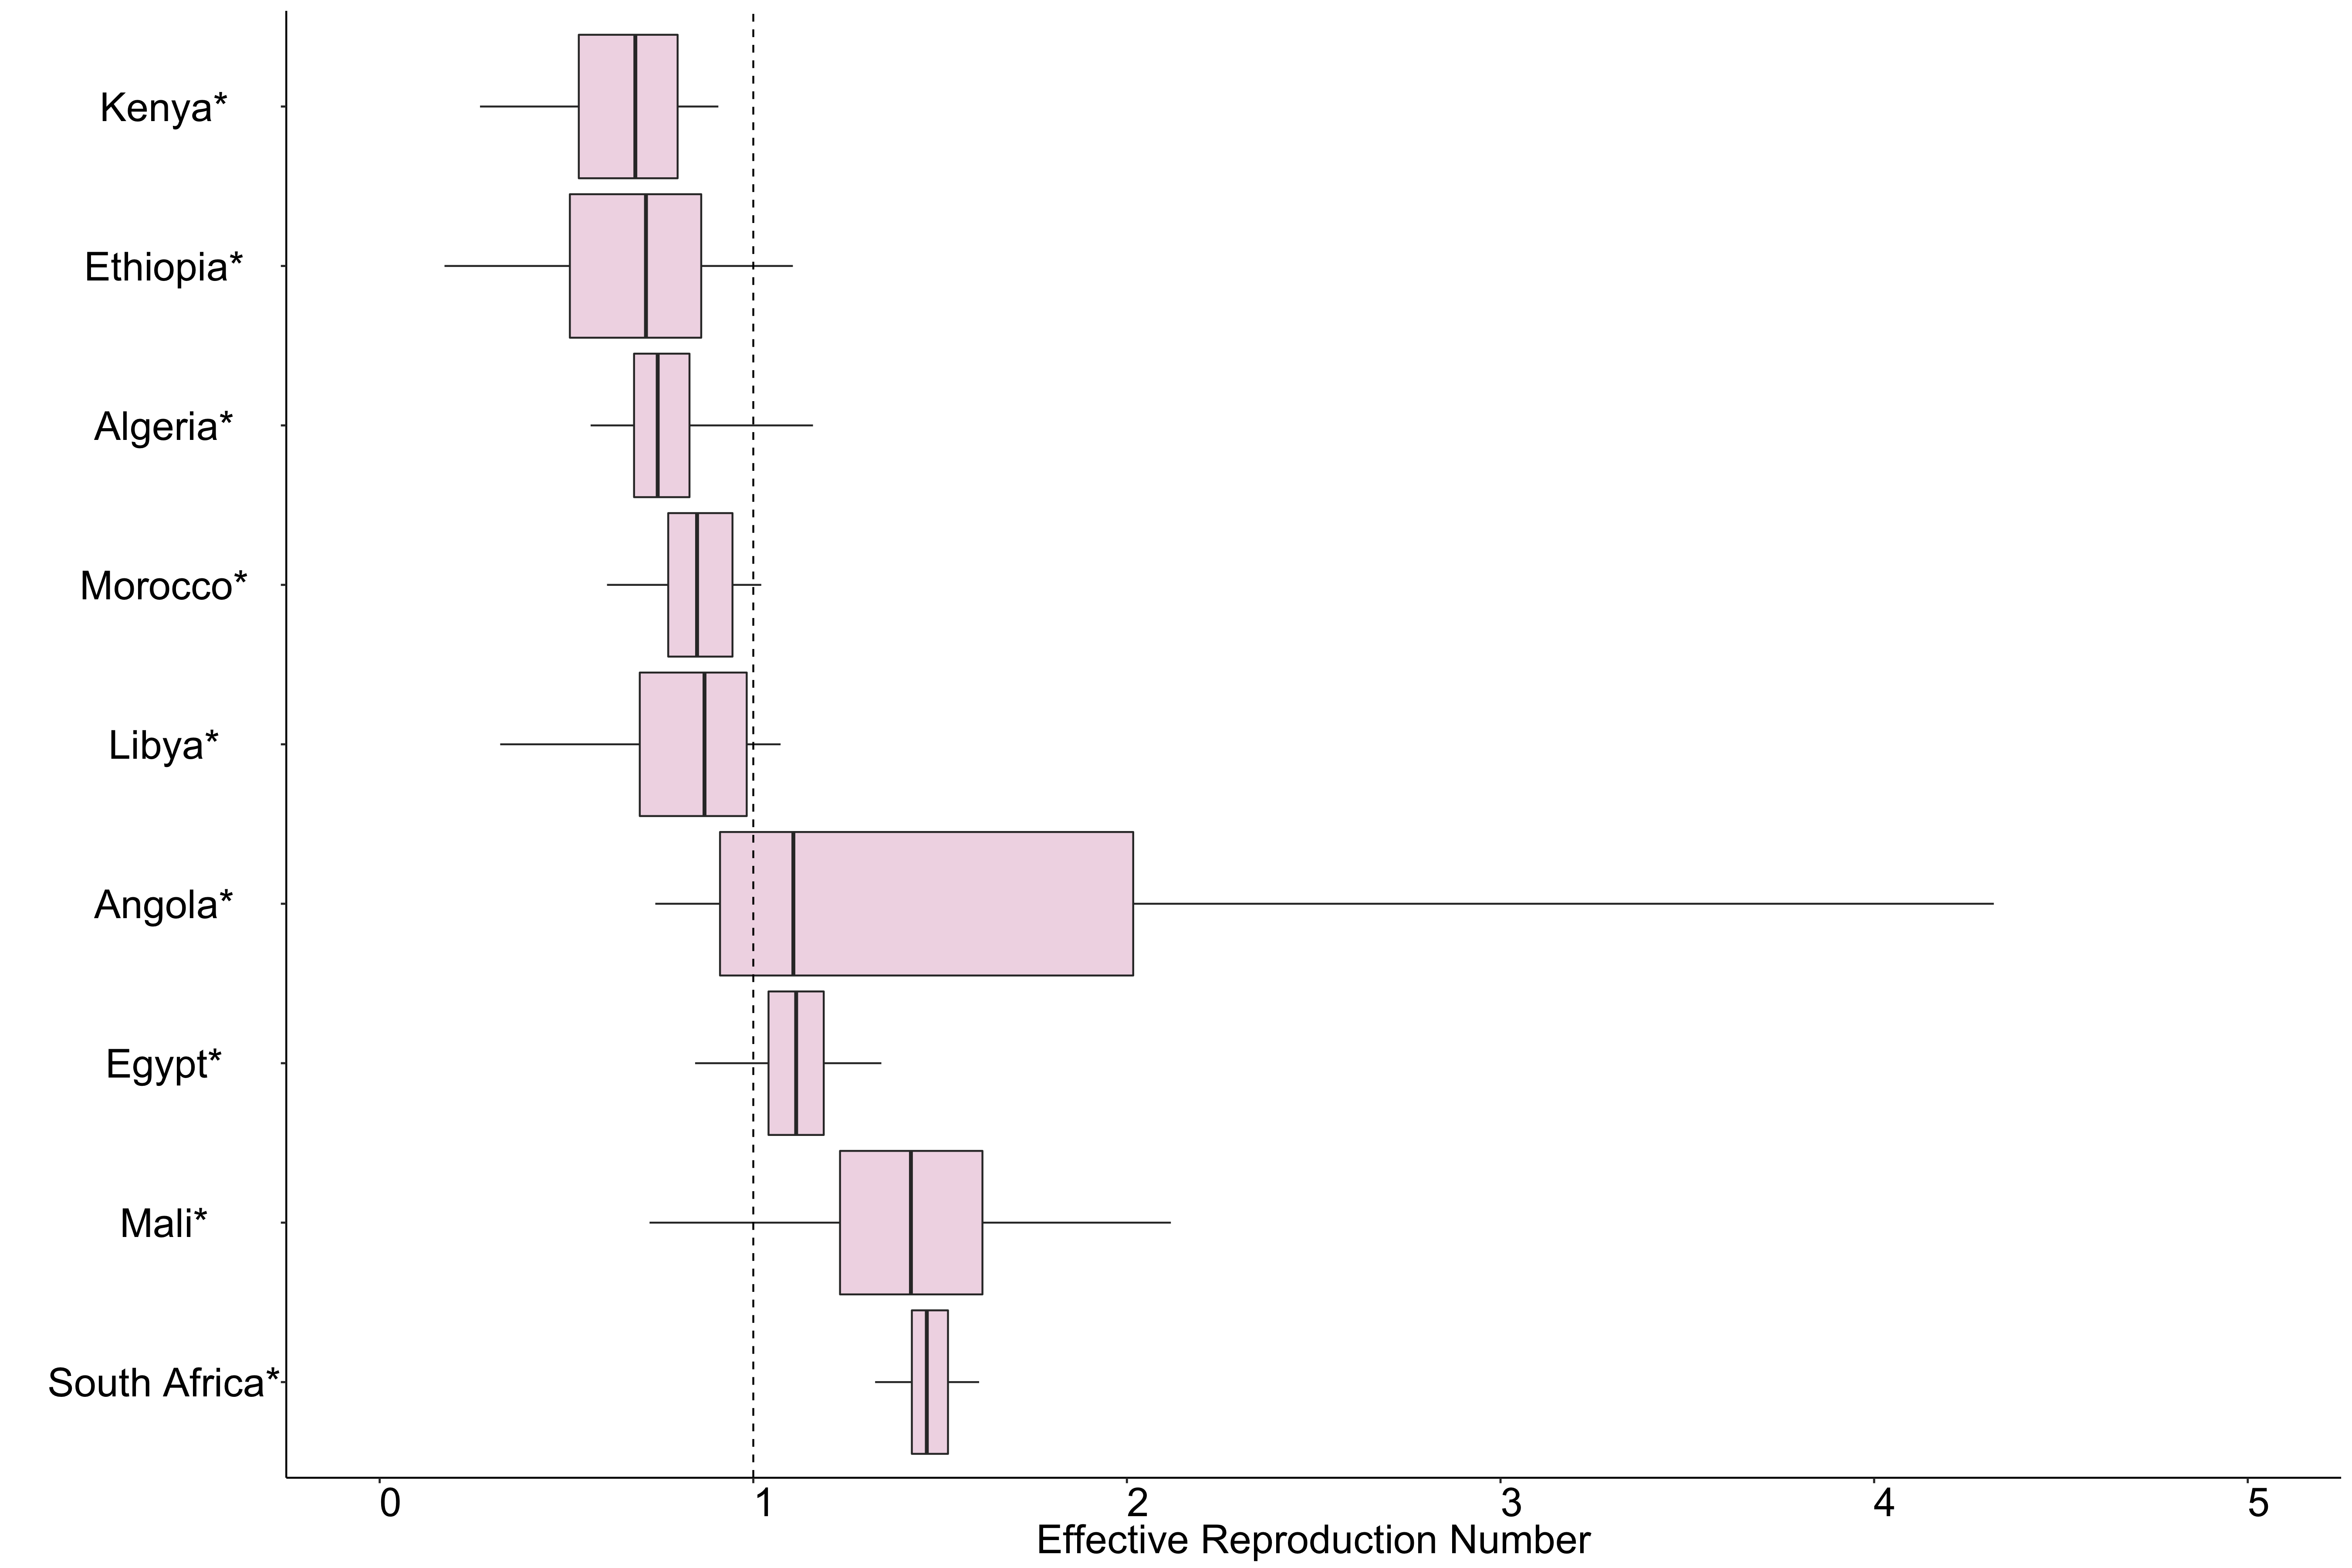 Kenya*
Ethiopia*
Algeria*
Morocco*
Libya*
Angola*
Egypt*
Mali*
South Africa*
0 1 2 3 4 5
Effective Reproduction Number